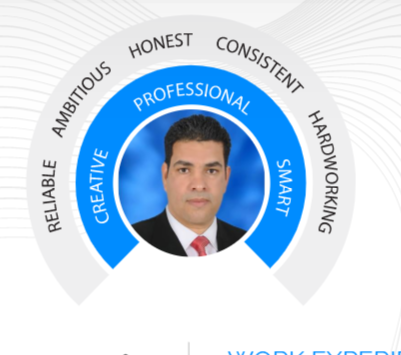 RELIABLE AMBITIOUS HONEST CONSISTENT HARDWORKING
CREATIVE PROFESSIONAL SMART